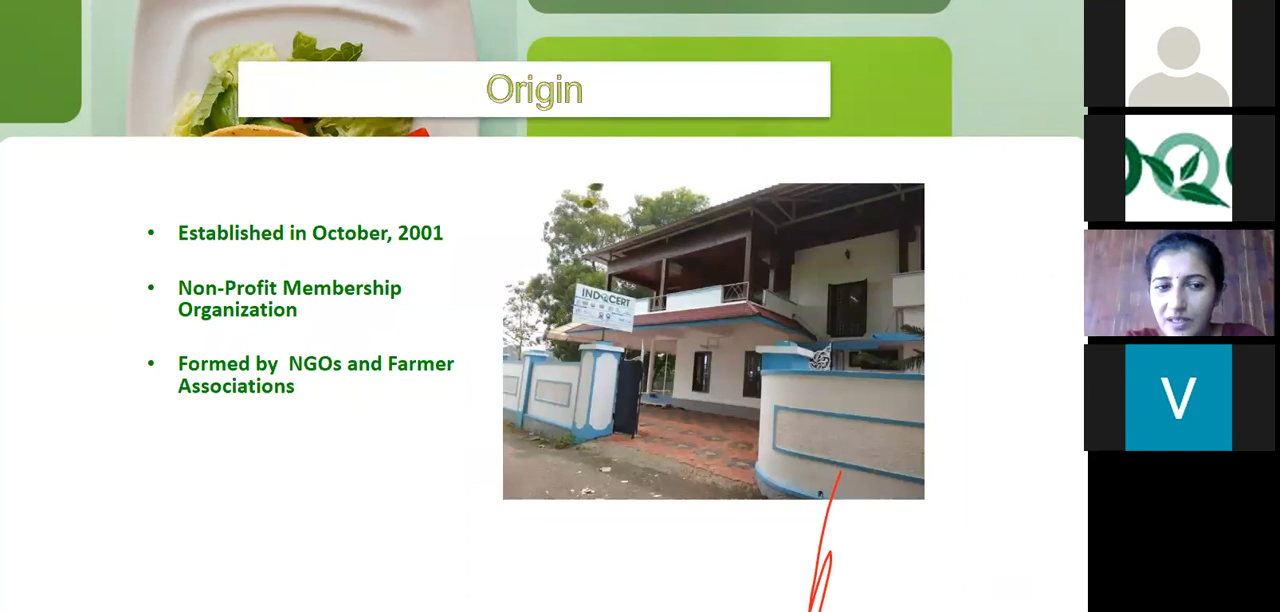 Origin
• Established in October, 2001
• Non-Profit Membership
Organization
• Formed by  NGOs and Farmer
Associations
INDOCERT
V